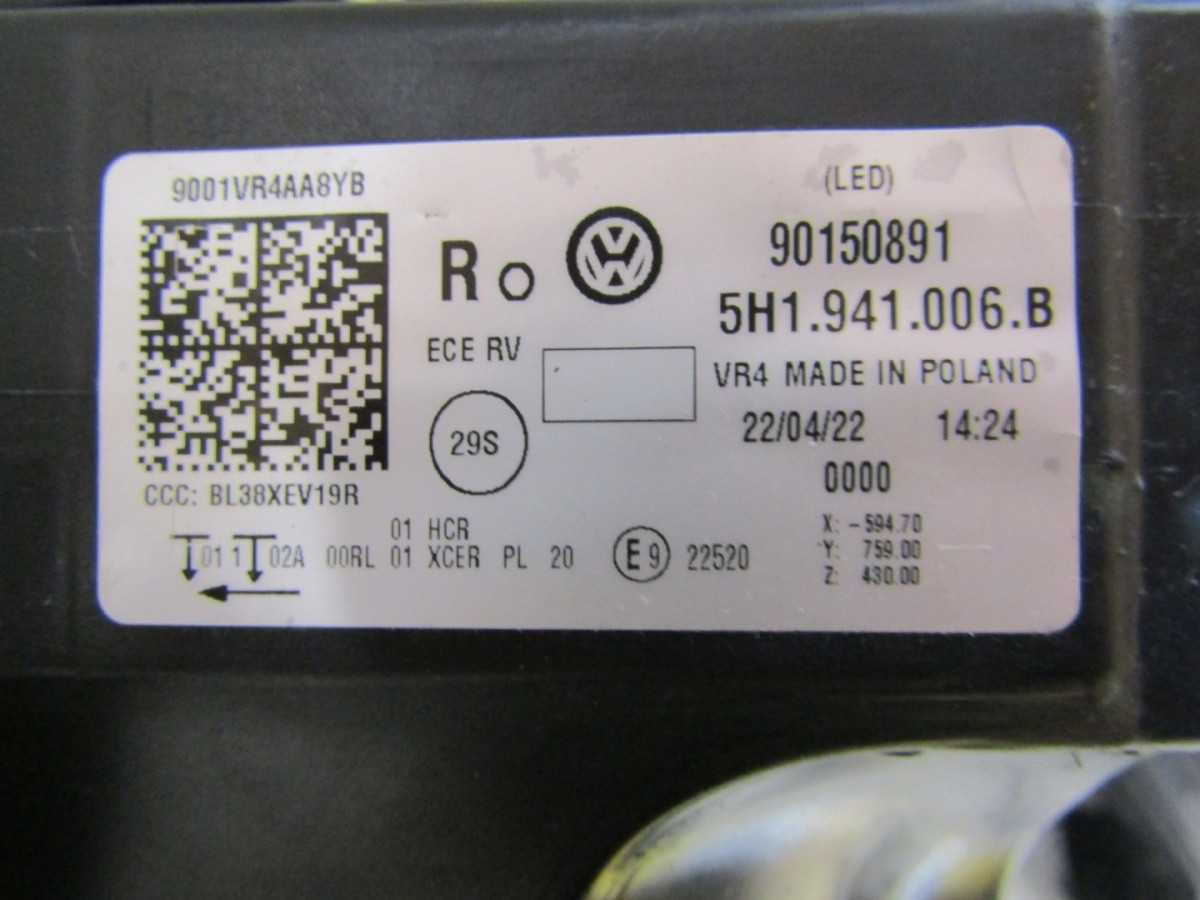 9001VR4AA8YB
CCC: BL38XEV19R
R o
ECE RV
29S
(LED)
90150891
5H1.941.006.B
VR4 MADE IN POLAND
22/04/22 14:24
0000
X: -594.70
Y: 759.00
Z: 430.00
01 HCR
01 1 02A 00RL 01 XCER PL 20 E9 22520